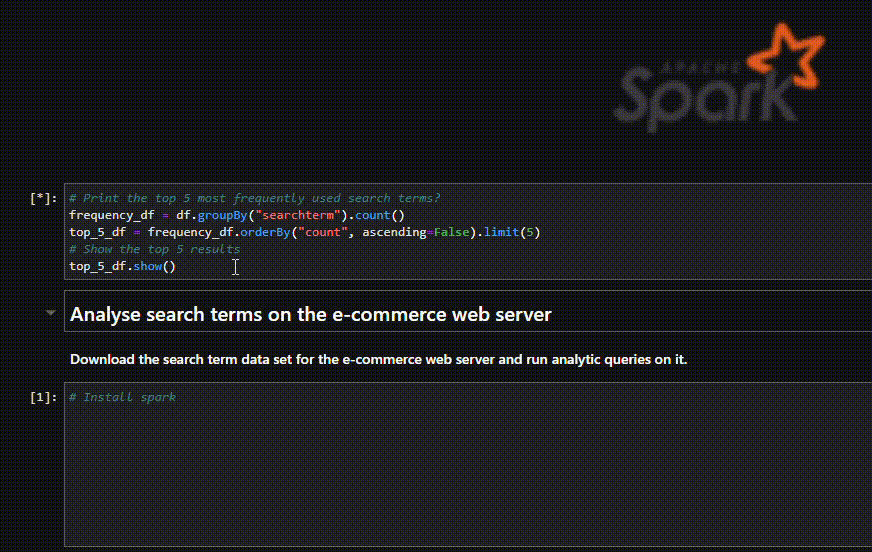 APACHE
Spark
[*]:
# Print the top 5 most frequently used search terms?
frequency_df = df.groupBy("searchterm").count()
top_5_df = frequency_df.orderBy("count", ascending=False).limit(5)
# Show the top 5 results
top_5_df.show()
Analyse search terms on the e-commerce web server
Download the search term data set for the e-commerce web server and run analytic queries on it.
[1]:
# Install spark